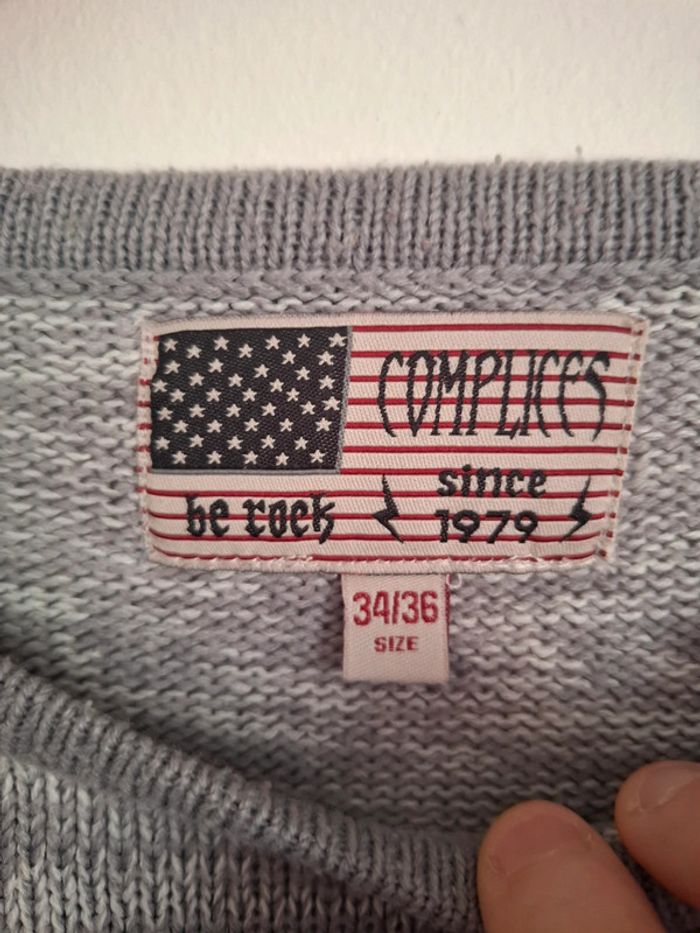 COMPLICES
be rock
since
1979
34/36
SIZE